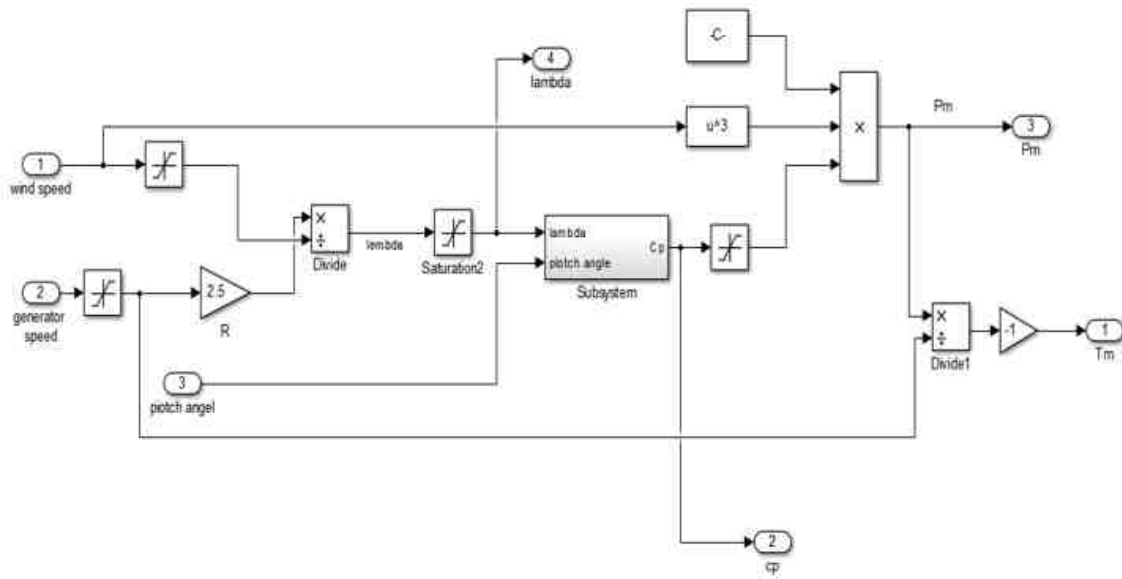 -C-
4
lambda
Pm
u^3
×
3
Pm
1
wind speed
×
÷
Divide
lembda
Saturation2
lambda
Cp
piotch angle
Subsystem
2
generator
speed
2.5
R
×
÷
Divide1
-1
1
Tm
3
piotch angel
2
cp